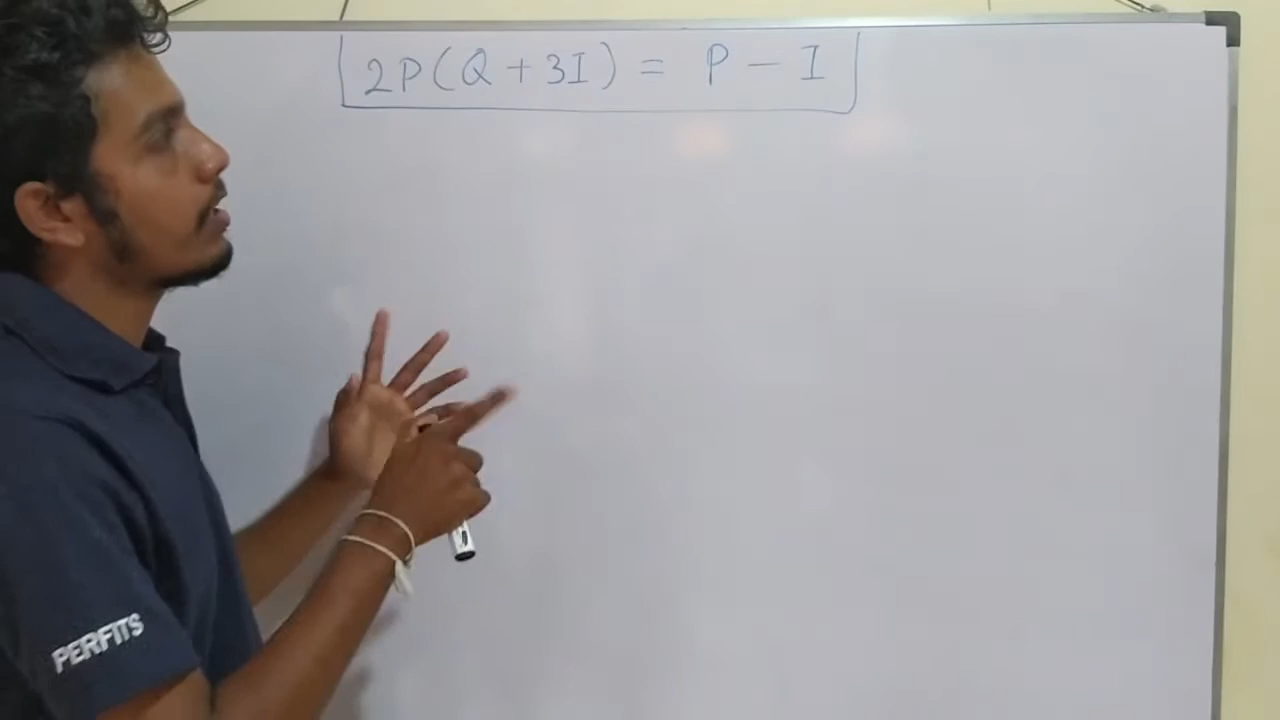 2P(Q + 3I) = P - I
PERFITS